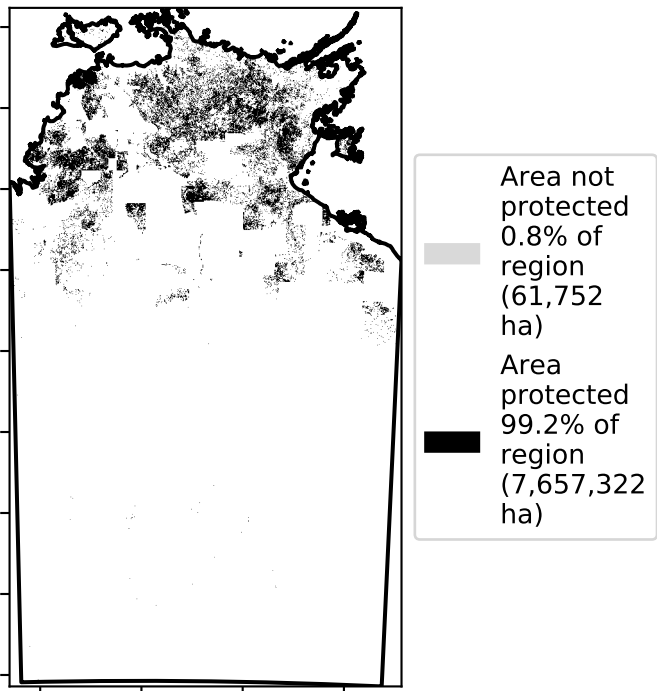 Area not
protected
0.8% of
region
(61,752
ha)
Area
protected
99.2% of
region
(7,657,322
ha)